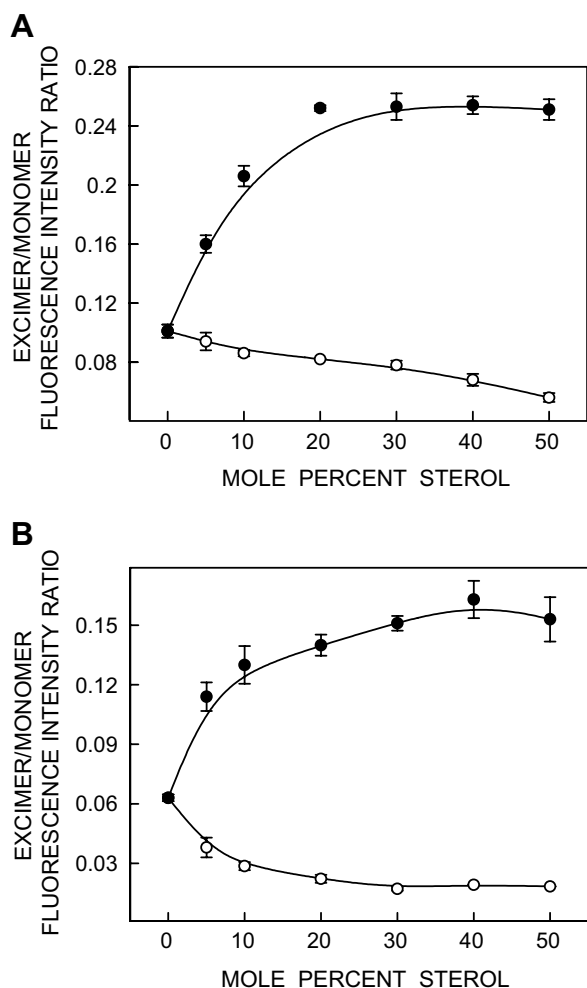 A
EXCIMER/MONOMER
FLUORESCENCE INTENSITY RATIO
0.28
0.24
0.2
0.16
0.12
0.08
0 10 20 30 40 50
MOLE PERCENT STEROL
B
EXCIMER/MONOMER
FLUORESCENCE INTENSITY RATIO
0.15
0.12
0.09
0.06
0.03
0 10 20 30 40 50
MOLE PERCENT STEROL